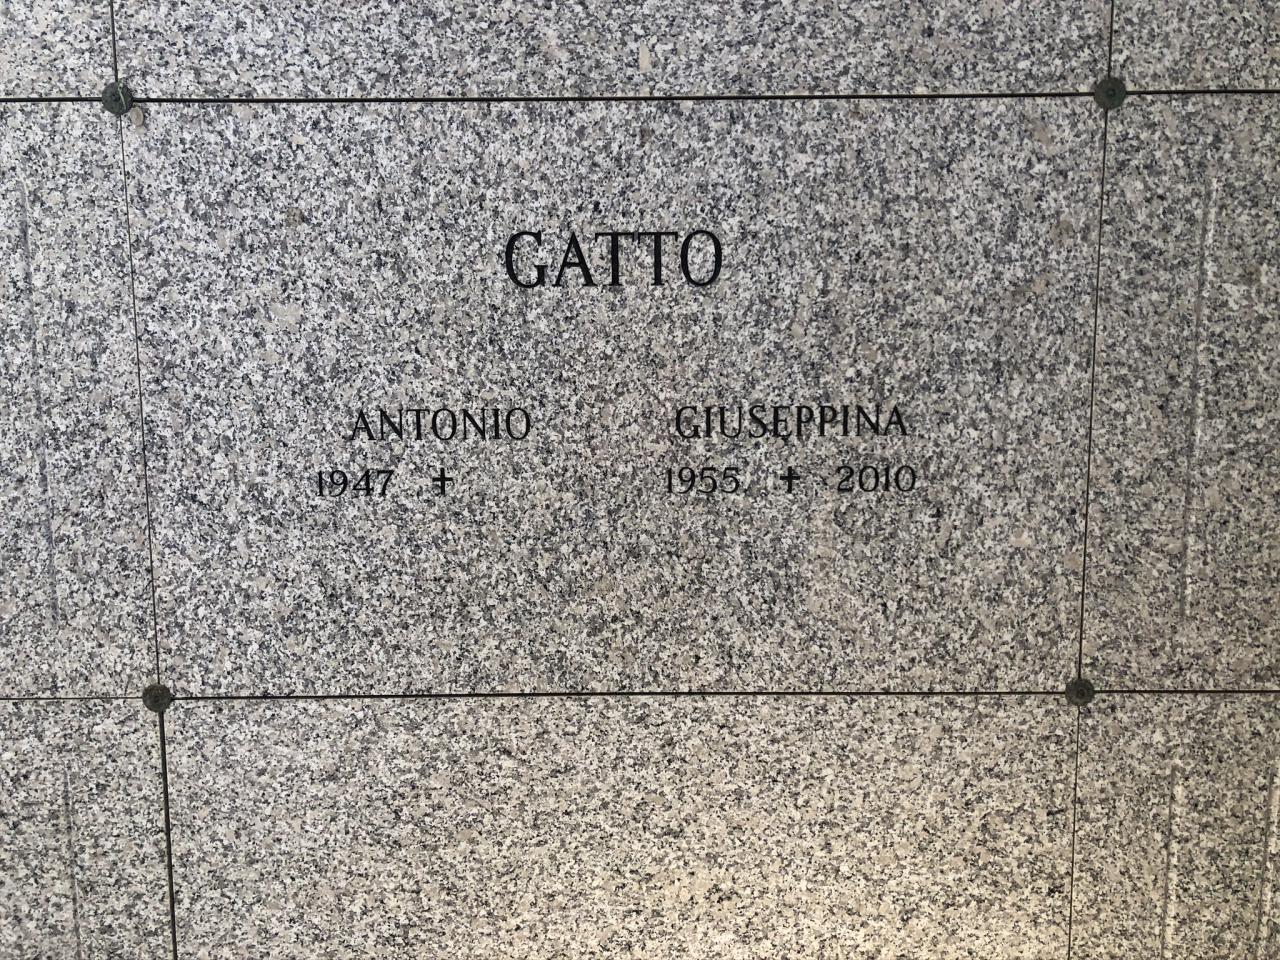 GATTO
ANTONIO GIUSEPPINA
1947 ✝ 1955 ✝ 2010